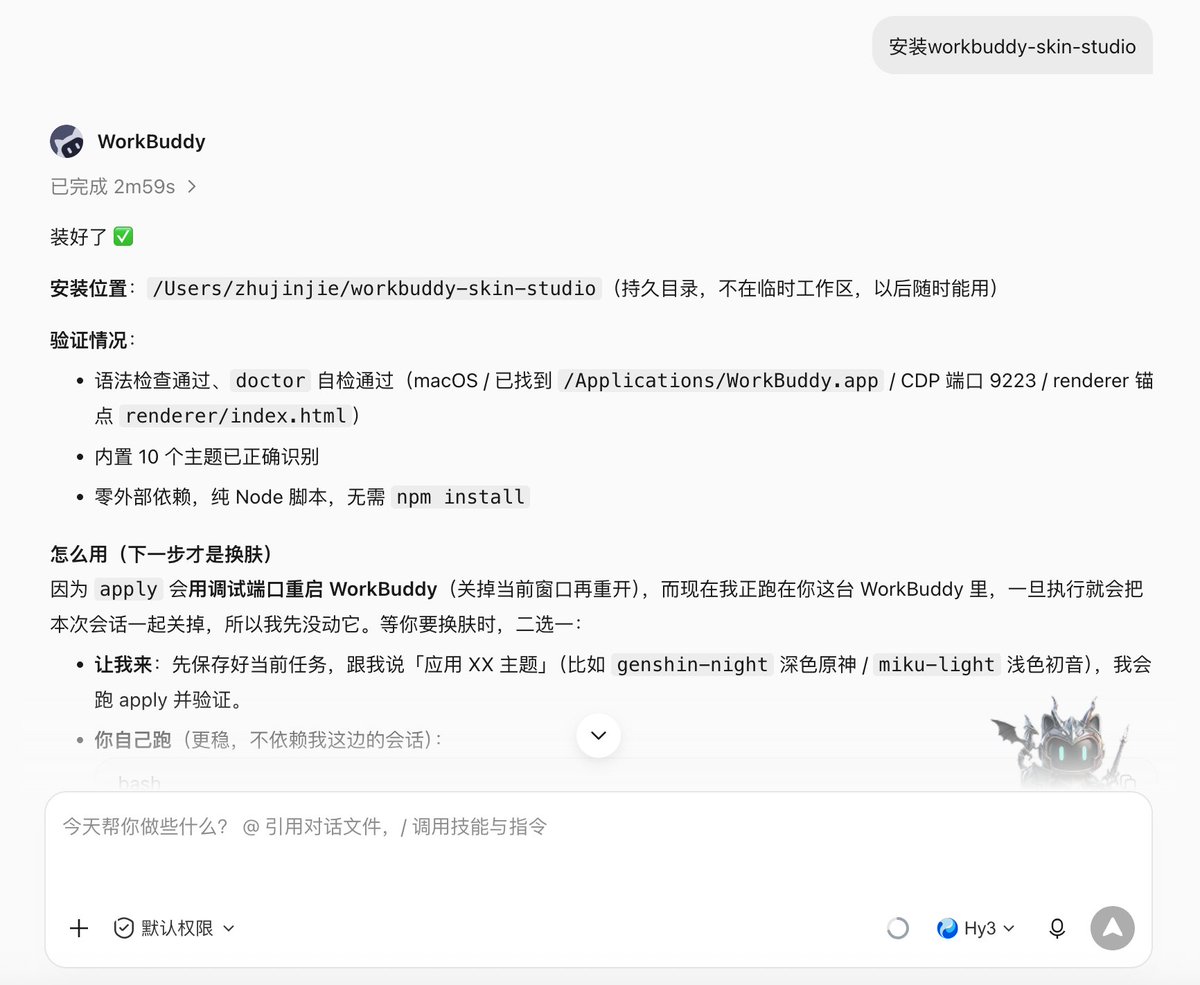 安装workbuddy-skin-studio
WorkBuddy
已完成 2m59s
装好了 ✅
安装位置：/Users/zhujinjie/workbuddy-skin-studio（持久目录，不在临时工作区，以后随时能用）
验证情况：
• 语法检查通过、doctor 自检通过（macOS / 已找到 /Applications/WorkBuddy.app / CDP 端口 9223 / renderer 锚
点 renderer/index.html）
• 内置 10 个主题已正确识别
• 零外部依赖，纯 Node 脚本，无需 npm install
怎么用（下一步才是换肤）
因为 apply 会用调试端口重启 WorkBuddy（关掉当前窗口再重开），而现在我正跑在你这台 WorkBuddy 里，一旦执行就会把
本次会话一起关掉，所以我先没动它。等你要换肤时，二选一：
• 让我来：先保存好当前任务，跟我说「应用 XX 主题」（比如 genshin-night 深色原神 / miku-light 浅色初音），我会
跑 apply 并验证。
• 你自己跑（更稳，不依赖我这边的会话）：
bash
今天帮你做些什么？ @ 引用对话文件，/ 调用技能与指令
默认权限
Hy3